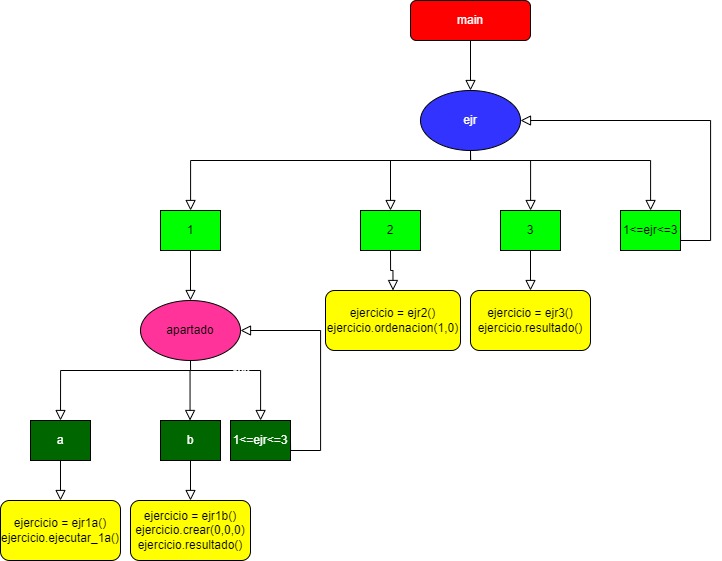 main
ejr
1
2
3
1<=ejr<=3
ejercicio = ejr2()
ejercicio.ordenacion(1,0)
ejercicio = ejr3()
ejercicio.resultado()
apartado
a
b
1<=ejr<=3
ejercicio = ejr1a()
ejercicio.ejecutar_1a()
ejercicio = ejr1b()
ejercicio.crear(0,0,0)
ejercicio.resultado()